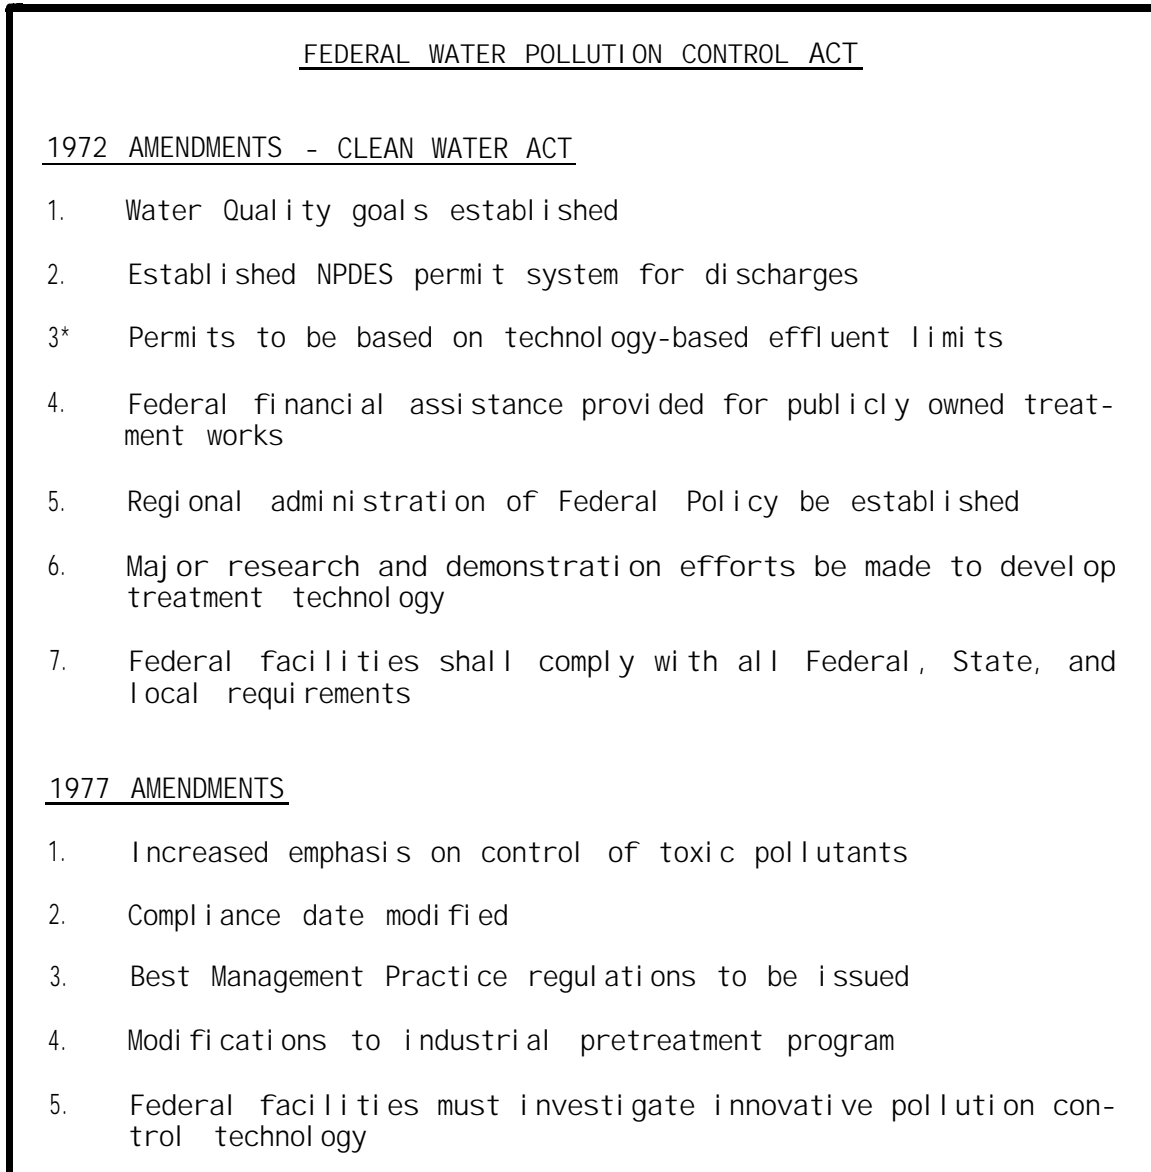 FEDERAL WATER POLLUTION CONTROL ACT
1972 AMENDMENTS - CLEAN WATER ACT
1. Water Quality goals established
2. Established NPDES permit system for discharges
3* Permits to be based on technology-based effluent limits
4. Federal financial assistance provided for publicly owned treat-
ment works
5. Regional administration of Federal Policy be established
6. Major research and demonstration efforts be made to develop
treatment technology
7. Federal facilities shall comply with all Federal, State, and
local requirements
1977 AMENDMENTS
1. Increased emphasis on control of toxic pollutants
2. Compliance date modified
3. Best Management Practice regulations to be issued
4. Modifications to industrial pretreatment program
5. Federal facilities must investigate innovative pollution con-
trol technology